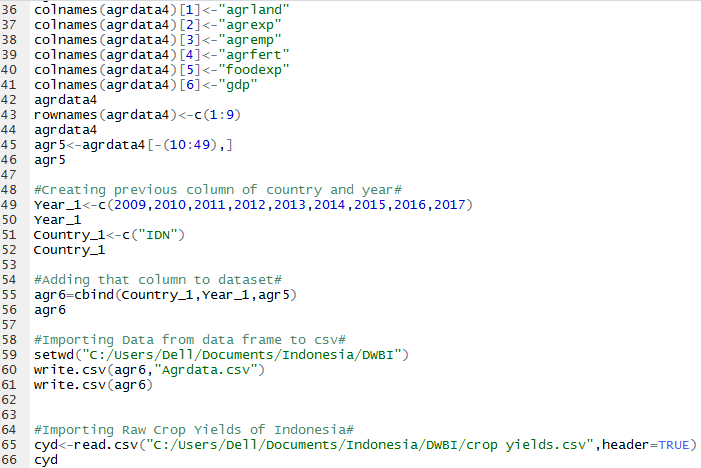 36 colnames(agrdata4)[1]<-"agrland"
37 colnames(agrdata4)[2]<-"agrexp"
38 colnames(agrdata4)[3]<-"agremp"
39 colnames(agrdata4)[4]<-"agrfert"
40 colnames(agrdata4)[5]<-"foodexp"
41 colnames(agrdata4)[6]<-"gdp"
42 agrdata4
43 rownames(agrdata4)<-c(1:9)
44 agrdata4
45 agr5<-agrdata4[-(10:49),]
46 agr5
47
48 #Creating previous column of country and year#
49 Year_1<-c(2009,2010,2011,2012,2013,2014,2015,2016,2017)
50 Year_1
51 Country_1<-c("IDN")
52 Country_1
53
54 #Adding that column to dataset#
55 agr6=cbind(Country_1,Year_1,agr5)
56 agr6
57
58 #Importing Data from data frame to csv#
59 setwd("C:/Users/Dell/Documents/Indonesia/DWBI")
60 write.csv(agr6,"Agrdata.csv")
61 write.csv(agr6)
62
63
64 #Importing Raw Crop Yields of Indonesia#
65 cyd<-read.csv("C:/Users/Dell/Documents/Indonesia/DWBI/crop yields.csv",header=TRUE)
66 cyd